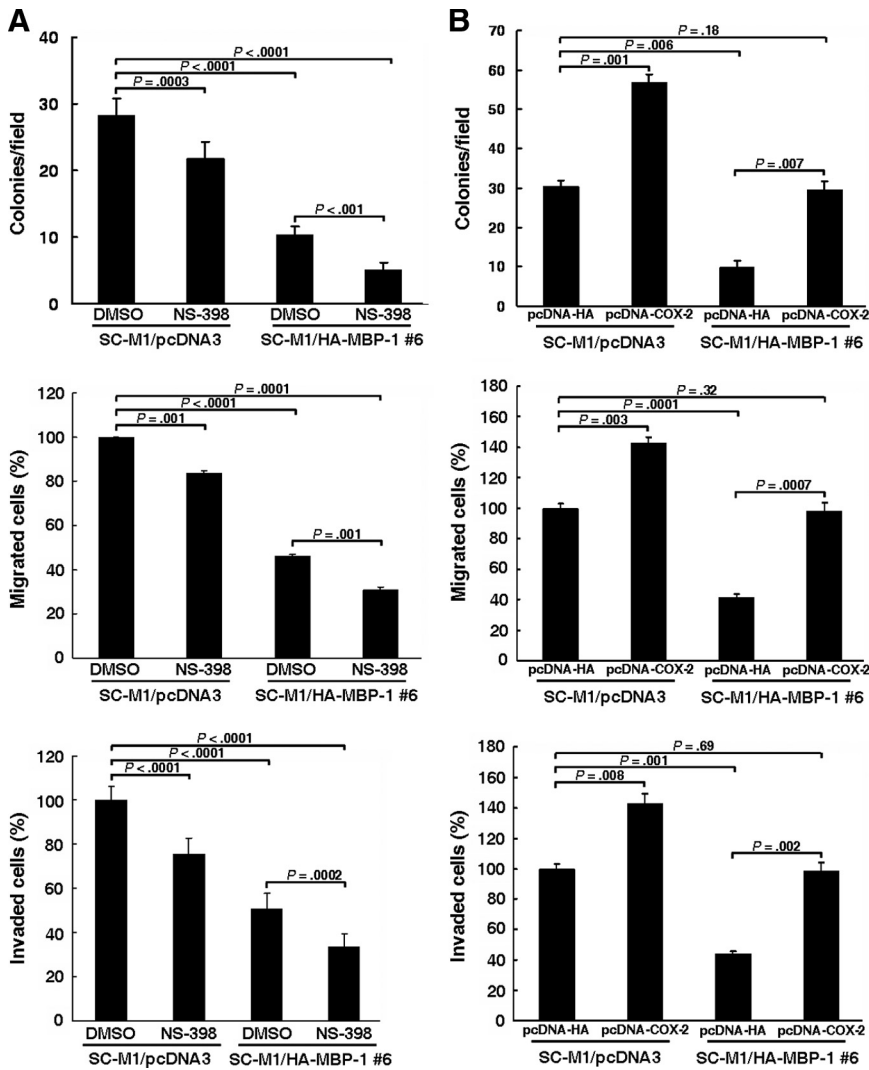 A
Colonies/field
40
30
20
10
0
P < .0001
P < .0001
P = .0003
P < .001
DMSO NS-398 DMSO NS-398
SC-M1/pcDNA3 SC-M1/HA-MBP-1 #6
B
Colonies/field
70
60
50
40
30
20
10
0
P = .18
P = .006
P = .001
P = .007
pcDNA-HA pcDNA-COX-2 pcDNA-HA pcDNA-COX-2
SC-M1/pcDNA3 SC-M1/HA-MBP-1 #6
Migrated cells (%)
120
100
80
60
40
20
0
P = .0001
P < .0001
P = .001
P = .001
DMSO NS-398 DMSO NS-398
SC-M1/pcDNA3 SC-M1/HA-MBP-1 #6
Migrated cells (%)
180
160
140
120
100
80
60
40
20
0
P = .32
P = .0001
P = .003
P = .0007
pcDNA-HA pcDNA-COX-2 pcDNA-HA pcDNA-COX-2
SC-M1/pcDNA3 SC-M1/HA-MBP-1 #6
Invaded cells (%)
120
100
80
60
40
20
0
P < .0001
P < .0001
P < .0001
P = .0002
DMSO NS-398 DMSO NS-398
SC-M1/pcDNA3 SC-M1/HA-MBP-1 #6
Invaded cells (%)
180
160
140
120
100
80
60
40
20
0
P = .69
P = .001
P = .008
P = .002
pcDNA-HA pcDNA-COX-2 pcDNA-HA pcDNA-COX-2
SC-M1/pcDNA3 SC-M1/HA-MBP-1 #6